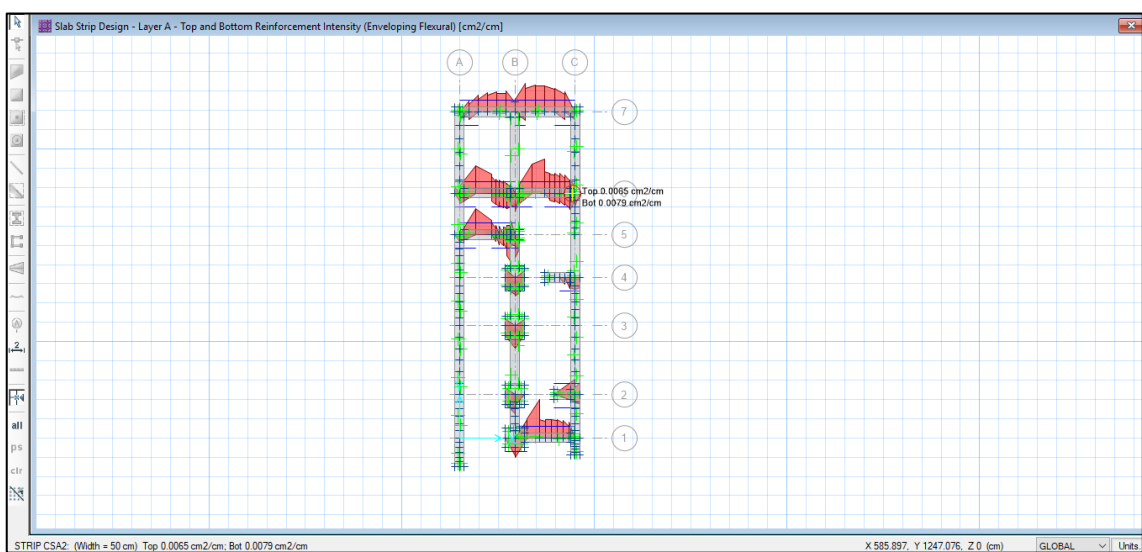 Slab Strip Design - Layer A - Top and Bottom Reinforcement Intensity (Enveloping Flexural) [cm2/cm]
A B C
7
Top 0.0065 cm2/cm
Bot 0.0079 cm2/cm
5
4
3
2
1
2
all
ps
clr
STRIP CSA2: (Width = 50 cm) Top 0.0065 cm2/cm; Bot 0.0079 cm2/cm
X 585.897, Y 1247.076, Z 0 (cm)
GLOBAL
Units